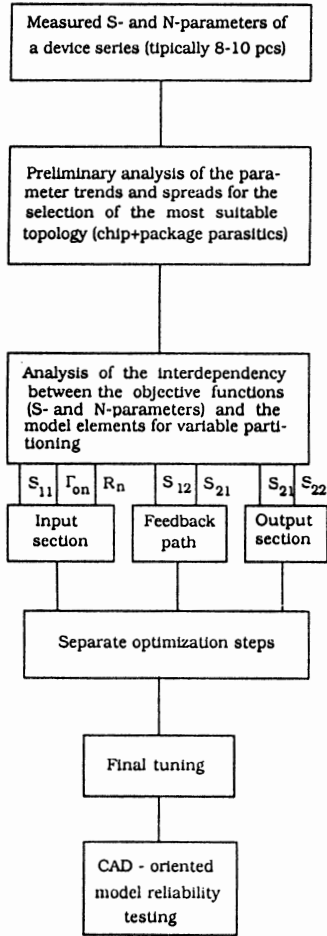 Measured S- and N-parameters of
a device series (tipically 8-10 pcs)
Preliminary analysis of the para-
meter trends and spreads for the
selection of the most suitable
topology (chip+package parasitics)
Analysis of the interdependency
between the objective functions
(S- and N-parameters) and the
model elements for variable parti-
tioning
S11 Γon Rn S12 S21 S21 S22
Input
section
Feedback
path
Output
section
Separate optimization steps
Final tuning
CAD - oriented
model reliability
testing